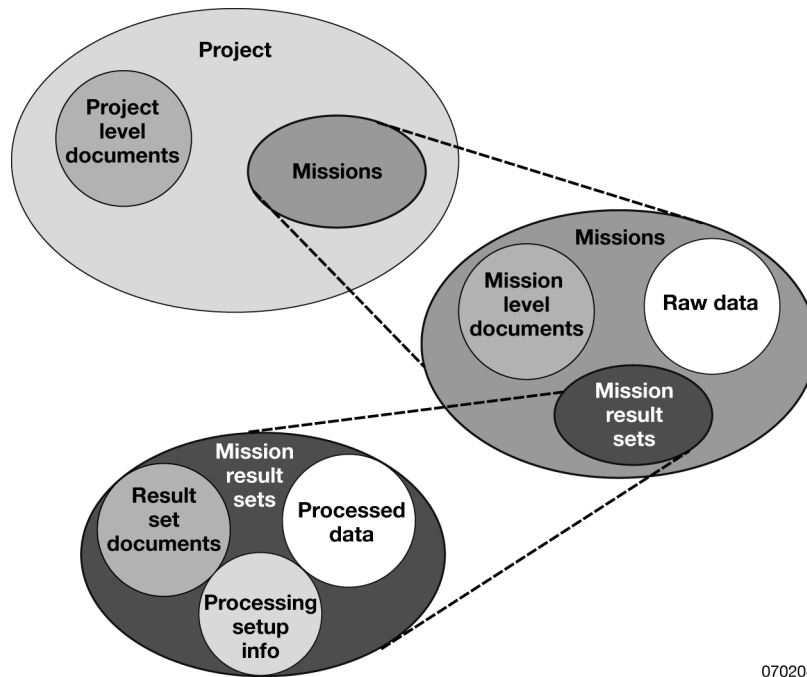 Project
Project
level
documents
Missions
Missions
Mission
level
documents
Raw data
Mission
result
sets
Mission
result
sets
Result
set
documents
Processed
data
Processing
setup
info
07020